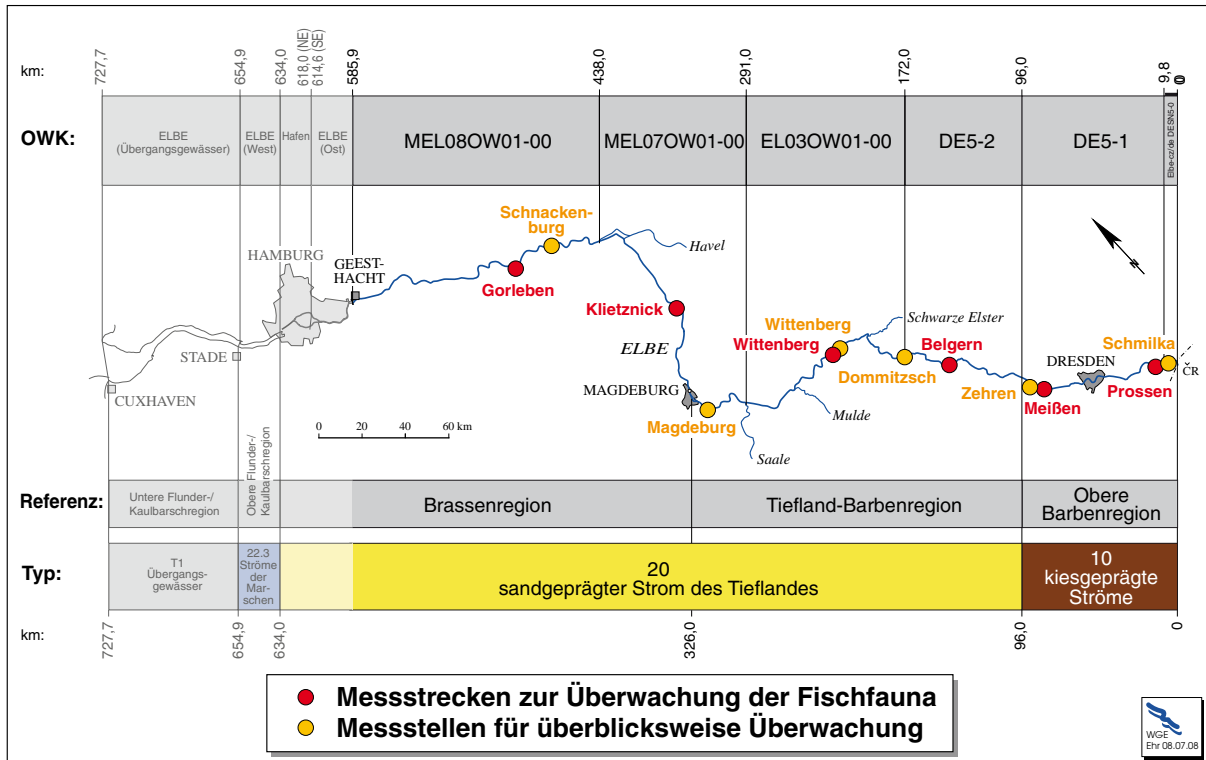 km:
727,7
654,9
634,0
618,0 (NE)
614,6 (SE)
585,9
438,0
291,0
172,0
96,0
9,8
0
OWK:
ELBE
(Übergangsgewässer)
ELBE
(West)
Hafen
ELBE
(Ost)
MEL08OW01-00
MEL07OW01-00
EL03OW01-00
DE5-2
DE5-1
Elbe-cz/de DESN5-0
Schnacken-
burg
Havel
HAMBURG
GEEST-
HACHT
N
Gorleben
Klietznick
Schwarze Elster
Wittenberg
Wittenberg
Belgern
Schmilka
ELBE
STADE
Dommitzsch
DRESDEN
ČR
CUXHAVEN
MAGDEBURG
Zehren
Prossen
Meißen
Magdeburg
Mulde
0 20 40 60 km
Saale
Obere Flunder-/
Kaulbarschregion
Referenz:
Untere Flunder-/
Kaulbarschregion
Brassenregion
Tiefland-Barbenregion
Obere
Barbenregion
Typ:
T1
Übergangs-
gewässer
22.3
Ströme
der
Mar-
schen
20
sandgeprägter Strom des Tieflandes
10
kiesgeprägte
Ströme
km:
727,7
654,9
634,0
326,0
96,0
0
Messstrecken zur Überwachung der Fischfauna
Messstellen für überblicksweise Überwachung
WGE
Ehr 08.07.08